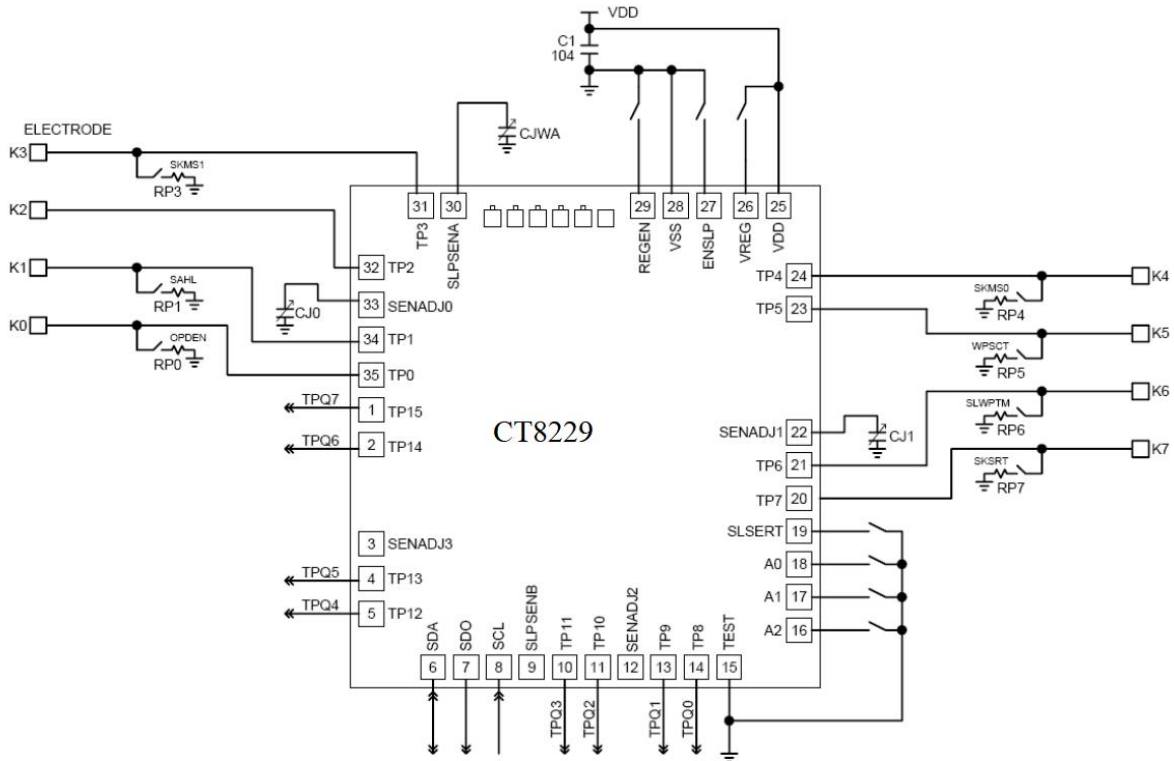 VDD
C1
104
CJWA
ELECTRODE
K3
SKMS1
RP3
K2
K1
SAHL
RP1
K0
OPDEN
RP0
CJ0
31
30
29
28
27
26
25
TP3
SLPSENA
REGEN
VSS
ENSLP
VREG
VDD
32 TP2
33 SENADJ0
34 TP1
35 TP0
TPQ7
1 TP15
TPQ6
2 TP14
3 SENADJ3
TPQ5
4 TP13
TPQ4
5 TP12
CT8229
TP4 24
K4
SKMS0
RP4
TP5 23
K5
WPSCT
RP5
K6
SLWPTM
RP6
SENADJ1 22
CJ1
K7
TP6 21
SKSRT
RP7
TP7 20
SLSERT 19
A0 18
A1 17
A2 16
SDA
SDO
SCL
SLPSENB
TP11
TP10
SENADJ2
TP9
TP8
TEST
6
7
8
9
10
11
12
13
14
15
TPQ3
TPQ2
TPQ1
TPQ0